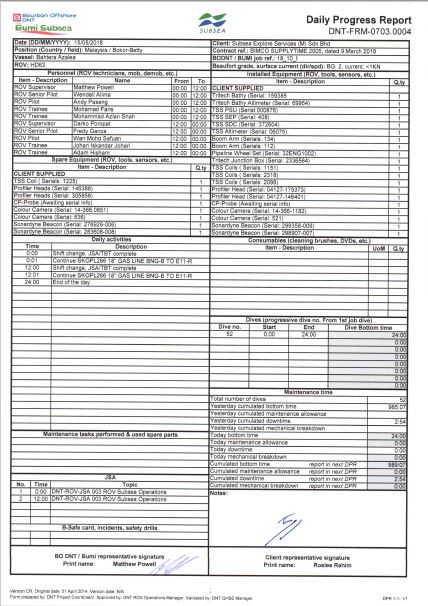 Bourbon Offshore
DNT
Bumi Subsea
SUBSEA
Daily Progress Report
DNT-FRM-0703.0004
Date (DD/MM/YYYY): 15/05/2018
Position (Country / field): Malaysia / Bokor-Betty
Vessel: Bahtera Azalea
ROV: HD63
Client: Subsea Explore Services (M) Sdn Bhd
Contract ref.: BIMCO SUPPLYTIME 2005, dated 9 March 2018
BODNT / BUMI job ref.: 18_10_I
Beaufort grade, surface current (dir/spd): BG: 2, current: <1KN
Personnel (ROV technicians, mob, demob, etc.)
Item - Description Name From To
ROV Supervisor Matthew Powell 00:00 12:00
ROV Senior Pilot Wendell Alima 00:00 12:00
ROV Pilot Andy Pasang 00:00 12:00
ROV Trainee Mohamad Faris 00:00 12:00
ROV Trainee Mohammad Azlan Shah 00:00 12:00
ROV Supervisor Darko Poropat 12:00 00:00
ROV Senior Pilot Fredy Garcia 12:00 00:00
ROV Pilot Wan Mohd Safuan 12:00 00:00
ROV Trainee Johan Iskandar Johari 12:00 00:00
ROV Trainee Adam Hisham 12:00 00:00
Spare Equipment (ROV, tools, sensors, etc.)
Item - Description Q.ty
CLIENT SUPPLIED
TSS Coil ( Serials: 1225) 1
Profiler Heads (Serial: 146388) 1
Profiler Heads (Serial: 305856) 1
CP-Probe (Awaiting serial info) 1
Colour Camera (Serial: 14-366,0851) 1
Colour Camera (Serial: 536) 1
Sonardyne Beacon (Serial: 276929-006) 1
Sonardyne Beacon (Serial: 283608-008) 1
Installed Equipment (ROV, tools, sensors, etc.)
Item - Description Q.ty
CLIENT SUPPLIED
Tritech Bathy (Serial: 159385 1
Tritech Bathy Altimeter (Serial: 69954) 1
TSS PSU (Serial 000876) 1
TSS SEP (Serial: 408) 1
TSS SDC (Serial: 372604) 1
TSS Altimeter (Serial: 06075) 1
Boom Arm (Serial: 134) 1
Boom Arm (Serial: 112) 1
Pipeline Wheel Set (Serial: 32ENG1002) 1
Tritech Junction Box (Serial: 2336564) 1
TSS Coils ( Serials: 1151) 1
TSS Coils ( Serials: 2318) 1
TSS Coils ( Serials: 2098) 1
Profiler Head (Serial: 04127-175373) 1
Profiler Head (Serial: 04127-146401) 1
CP-Probe (Awaiting serial info) 1
Colour Camera (Serial: 14-366-1182) 1
Colour Camera (Serial: 521) 1
Sonardyne Beacon (Serial: 299358-009) 1
Sonardyne Beacon (Serial: 298907-007) 1
Daily activities
Time Description
0:00 Shift change, JSA/TBT complete
0:01 Continue SKOPL266 18" GAS LINE BNG-B TO E11-R
12:00 Shift change, JSA/TBT complete
12:01 Continue SKOPL266 18" GAS LINE BNG-B TO E11-R
24:00 End of the day
Consumables (cleaning brushes, DVDs, etc.)
Item - Description UoM Q.ty
Dives (progressive dive no. From 1st job dive)
Dive no. Start End Dive Bottom time
52 0:00 24:00 24:00
0:00
0:00
0:00
0:00
0:00
0:00
Maintenance time
Total number of dives 52
Yesterday cumulated bottom time 965:07
Yesterday cumulated maintenance allowance
Yesterday cumulated downtime 2:54
Yesterday cumulated mechanical breakdown
Today bottom time 24:00
Today maintenance allowance 0:00
Today downtime 0:00
Today mechanical breakdown 0:00
Cumulated bottom time report in next DPR 989:07
Cumulated maintenance allowance report in next DPR 0:00
Cumulated downtime report in next DPR 2:54
Cumulated mechanic breakdown report in next DPR 0:00
Notes:
Maintenance tasks performed & used spare parts
JSA
No. Time Topic
1 0:00 DNT-ROV-JSA 003 ROV Subsea Operations
2 12:00 DNT-ROV-JSA 003 ROV Subsea Operations
B-Safe card, incidents, safety drills
BO DNT / Bumi representative signature
Print name: Matthew Powell
Client representative signature
Print name: Roslee Rahim
Version CR. Original date: 01 April 2014. Version date: N/A
Form prepared by: DNT Project Coordinator. Approved by: DNT ROV Operations Manager. Validated by: DNT QHSE Manager.
DPR 1-1- 1/1